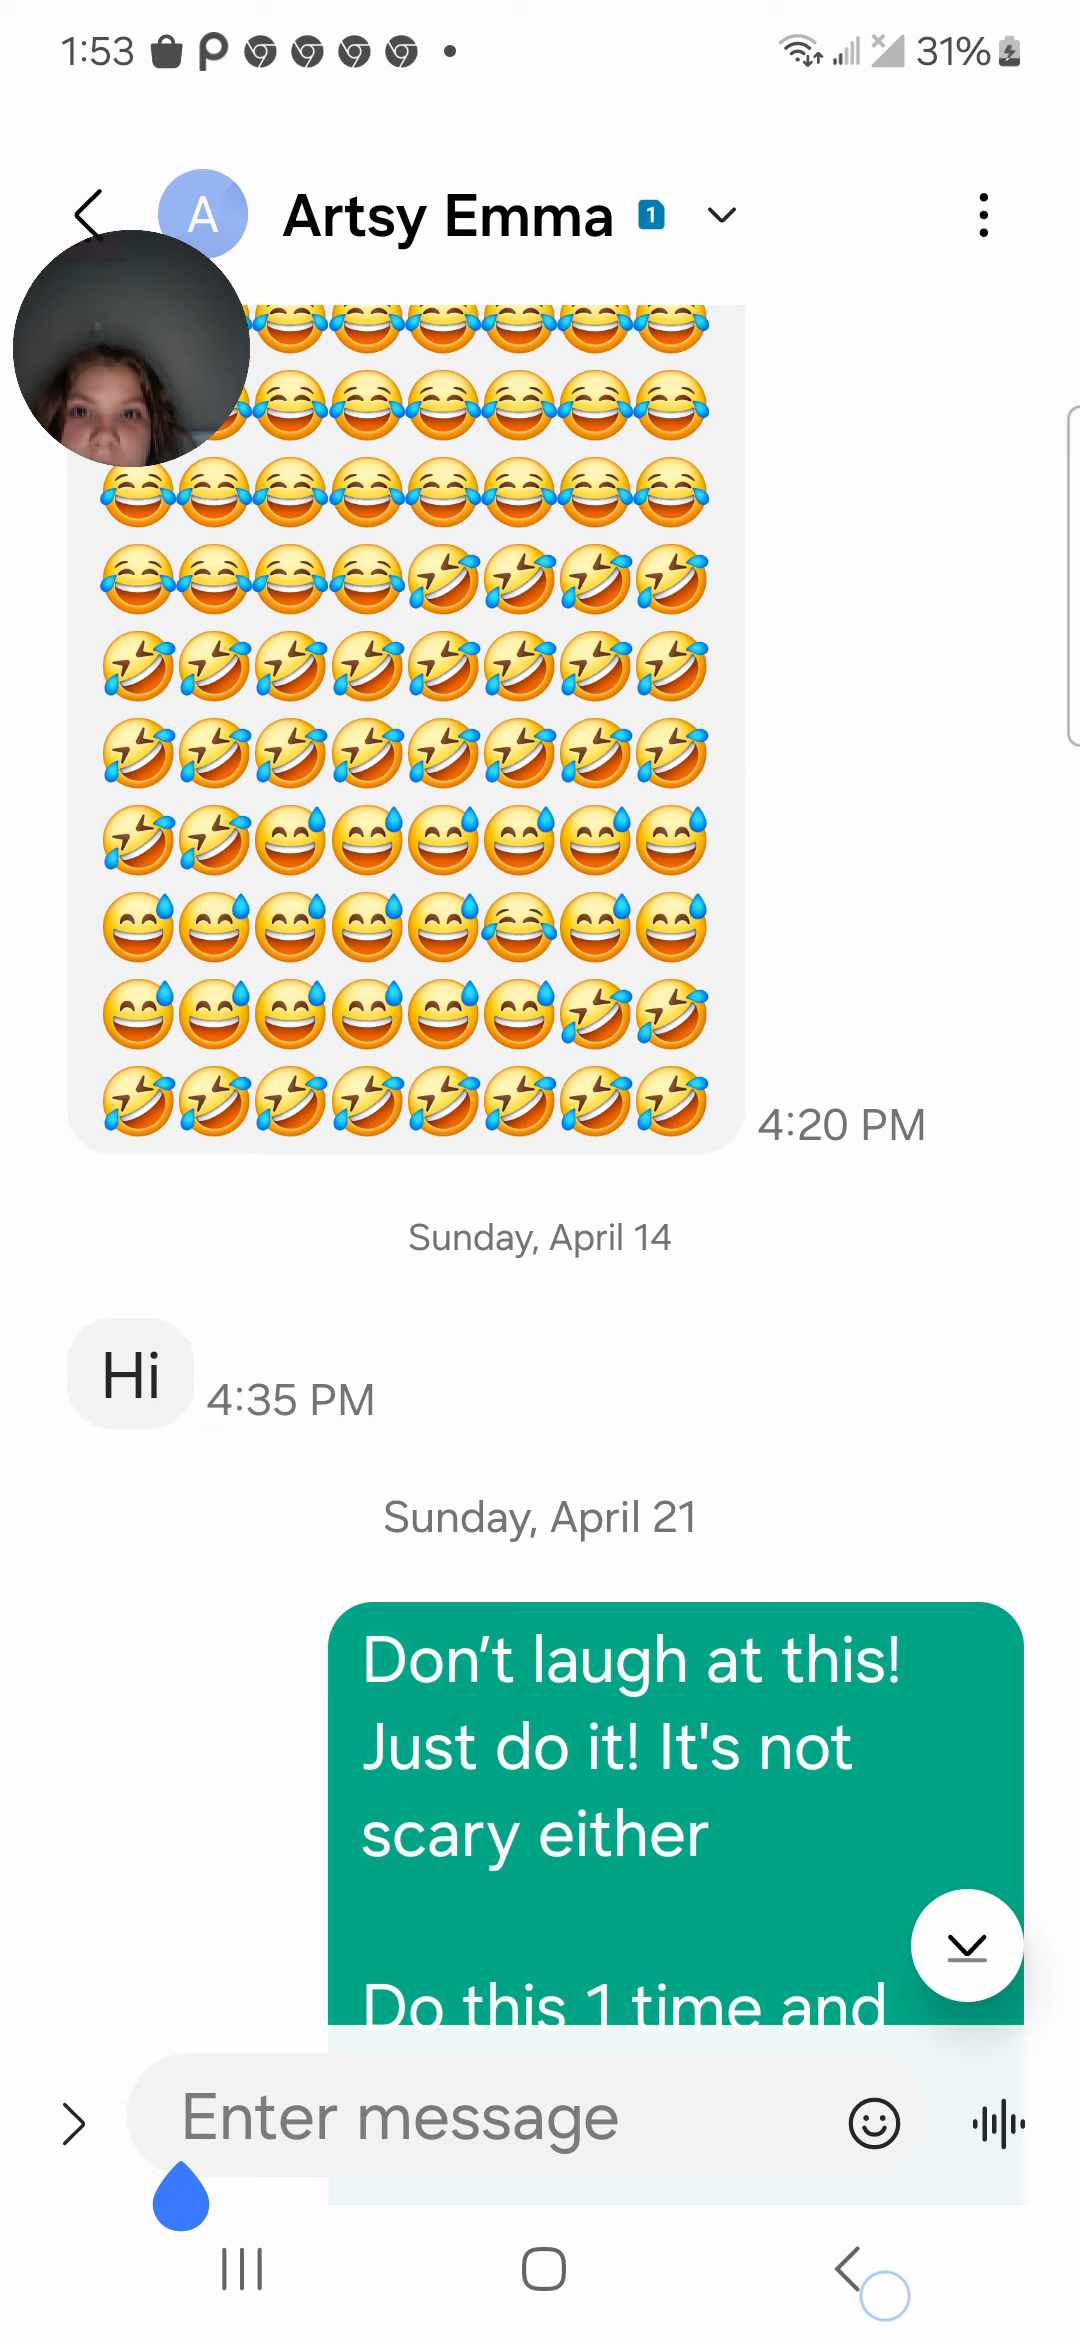 1:53 31%
A Artsy Emma 1
😂😂😂😂😂😂
😂😂😂😂😂😂😂
😂😂😂😂😂😂😂😂
😂😂😂😂🤣🤣🤣🤣
🤣🤣🤣🤣🤣🤣🤣🤣
🤣🤣🤣🤣🤣🤣🤣🤣
🤣🤣😅😅😅😅😅😅
😅😅😅😅😅😂😅😅
😅😅😅😅😅😅🤣🤣
🤣🤣🤣🤣🤣🤣🤣🤣
4:20 PM
Sunday, April 14
Hi
4:35 PM
Sunday, April 21
Don’t laugh at this!
Just do it! It's not
scary either
Do this 1 time and
Enter message